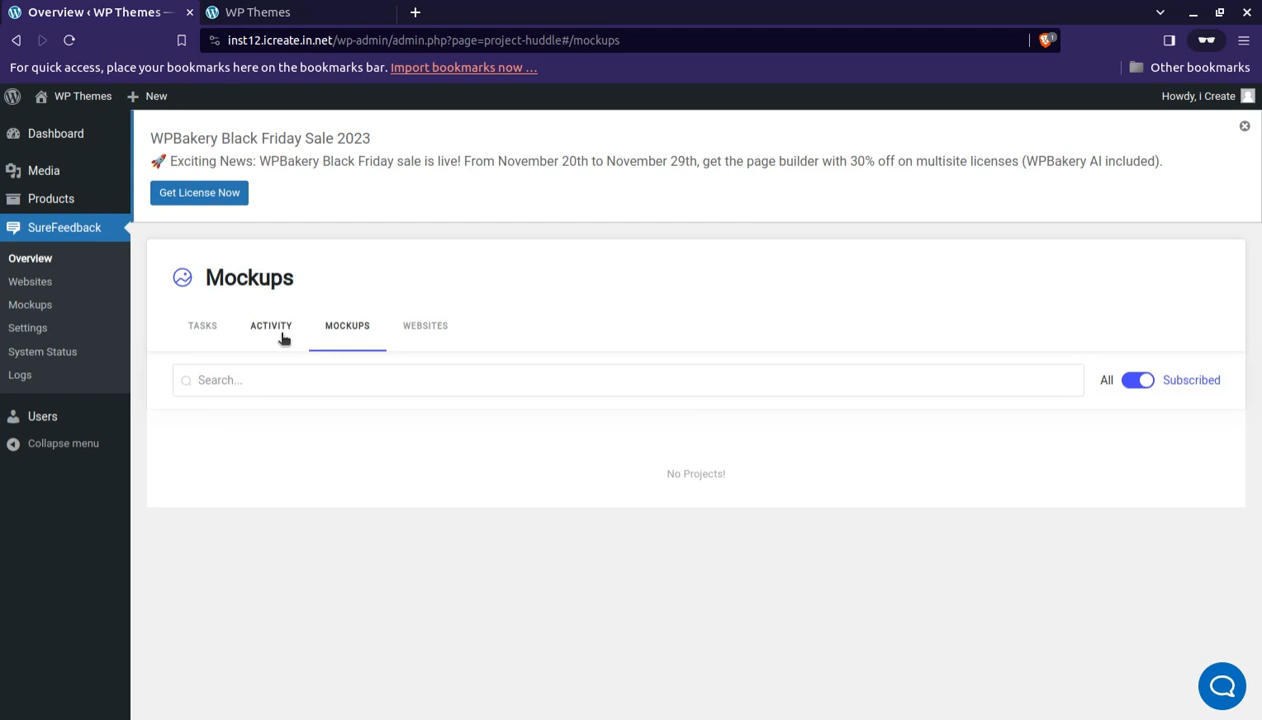 Overview ‹ WP Themes —
WP Themes
inst12.icreate.in.net/wp-admin/admin.php?page=project-huddle#/mockups
1
For quick access, place your bookmarks here on the bookmarks bar. Import bookmarks now ...
Other bookmarks
WP Themes
New
Howdy, i Create
Dashboard
Media
Products
SureFeedback
Overview
Websites
Mockups
Settings
System Status
Logs
Users
Collapse menu
WPBakery Black Friday Sale 2023
🚀 Exciting News: WPBakery Black Friday sale is live! From November 20th to November 29th, get the page builder with 30% off on multisite licenses (WPBakery AI included).
Get License Now
Mockups
TASKS
ACTIVITY
MOCKUPS
WEBSITES
Search...
All
Subscribed
No Projects!